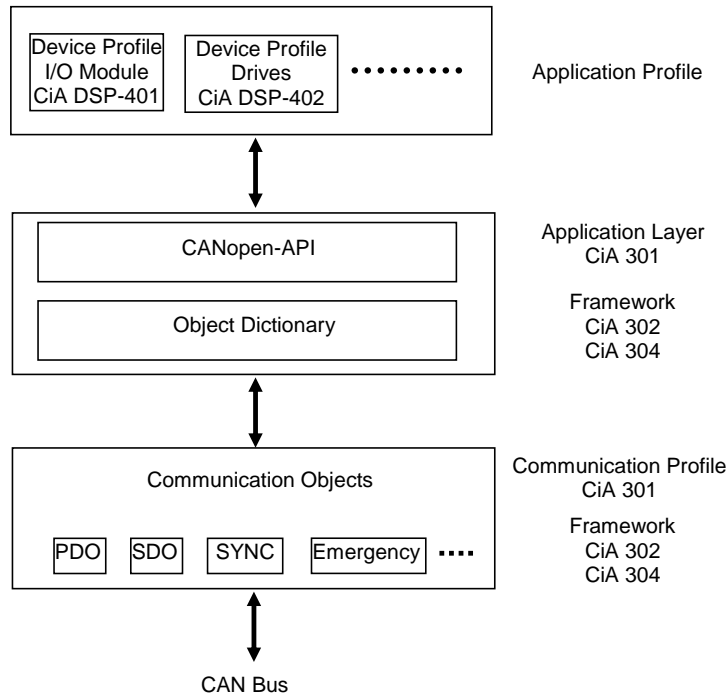 Device Profile
I/O Module
CiA DSP-401
Device Profile
Drives
CiA DSP-402
Application Profile
CANopen-API
Object Dictionary
Application Layer
CiA 301
Framework
CiA 302
CiA 304
Communication Objects
PDO
SDO
SYNC
Emergency
Communication Profile
CiA 301
Framework
CiA 302
CiA 304
CAN Bus